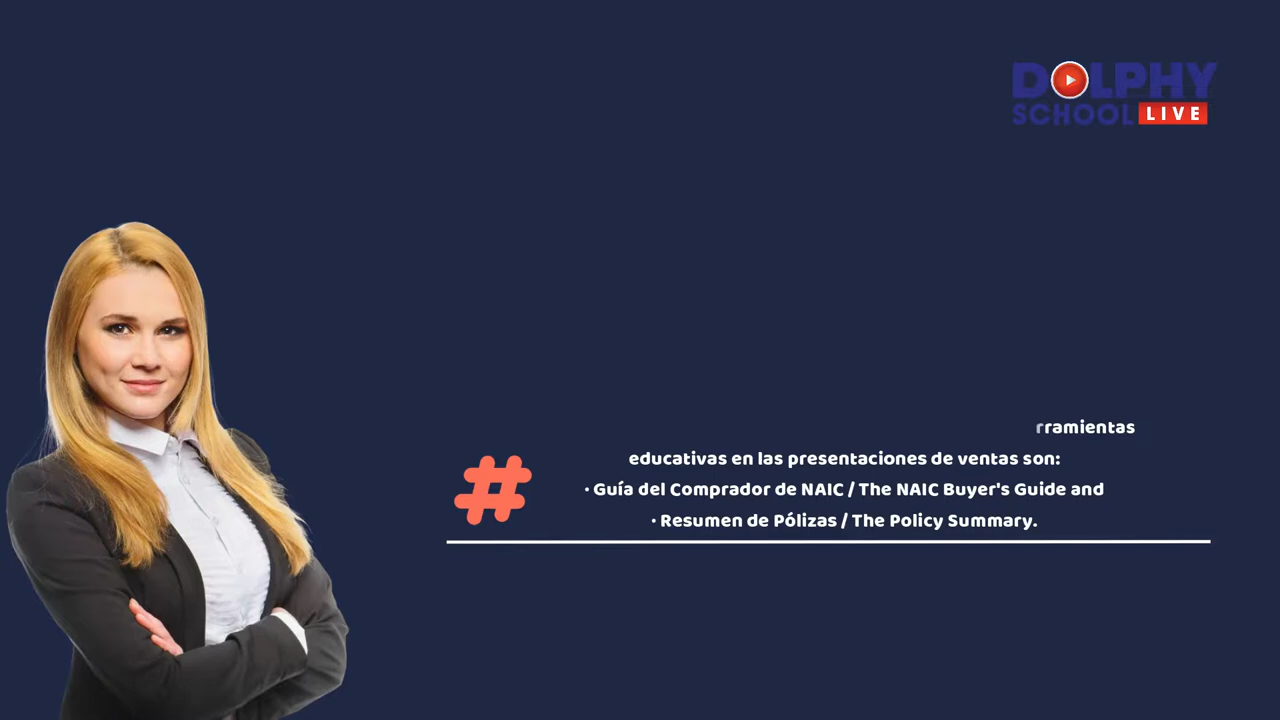 DOLPHY
SCHOOL LIVE
rramientas
educativas en las presentaciones de ventas son:
• Guía del Comprador de NAIC / The NAIC Buyer's Guide and
• Resumen de Pólizas / The Policy Summary.
#